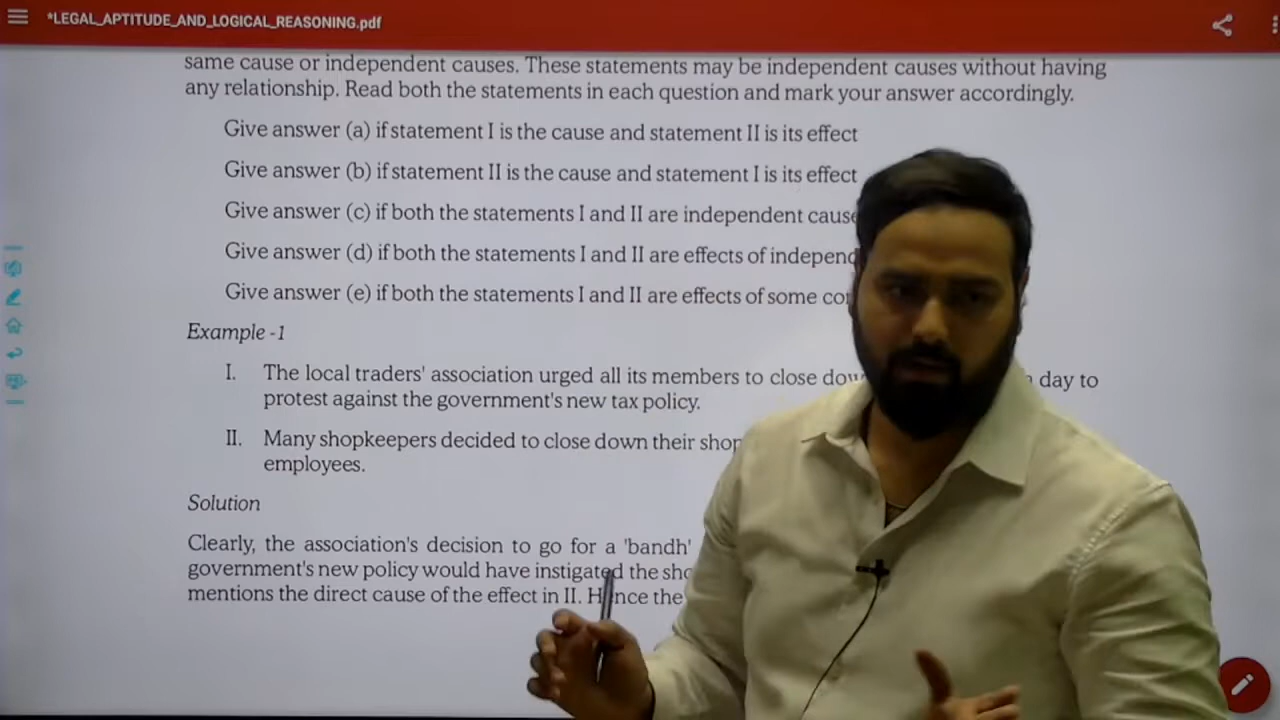 *LEGAL_APTITUDE_AND_LOGICAL_REASONING.pdf
same cause or independent causes. These statements may be independent causes without having
any relationship. Read both the statements in each question and mark your answer accordingly.
Give answer (a) if statement I is the cause and statement II is its effect
Give answer (b) if statement II is the cause and statement I is its effect
Give answer (c) if both the statements I and II are independent
Give answer (d) if both the statements I and II are effects of
Give answer (e) if both the statements I and II are effects of some
Example -1
I. The local traders' association urged all its members to close day to
protest against the government's new tax policy.
II. Many shopkeepers decided to close down their
employees.
Solution
Clearly, the association's decision to go for a 'bandh'
government's new policy would have instigated the
mentions the direct cause of the effect in II. Hence the